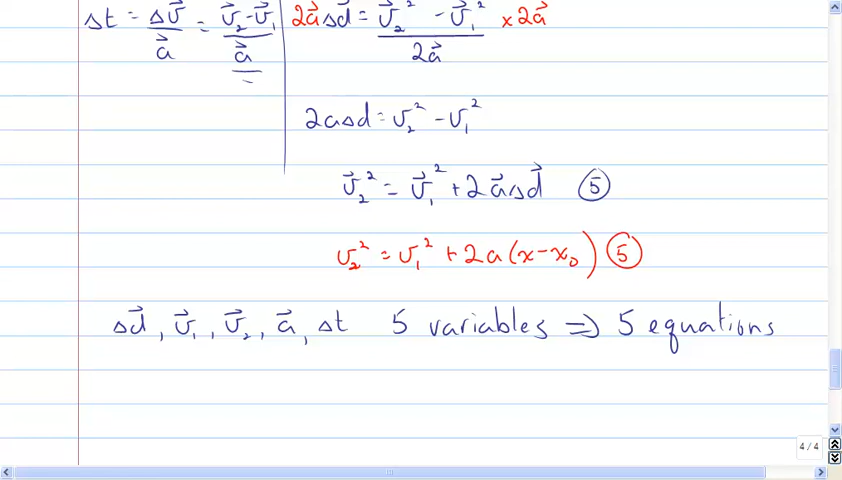 Δt = Δv⃗/a⃗ = (v⃗₂-v⃗₁)/a⃗
2a⃗Δd⃗ = (v⃗₂² - v⃗₁²)/2a⃗ × 2a⃗
2aΔd = v₂² - v₁²
v⃗₂² = v⃗₁² + 2a⃗Δd⃗ ⑤
v₂² = v₁² + 2a(x-x₀) ⑤
Δd⃗, v⃗₁, v⃗₂, a⃗, Δt 5 variables ⇒ 5 equations
4/4